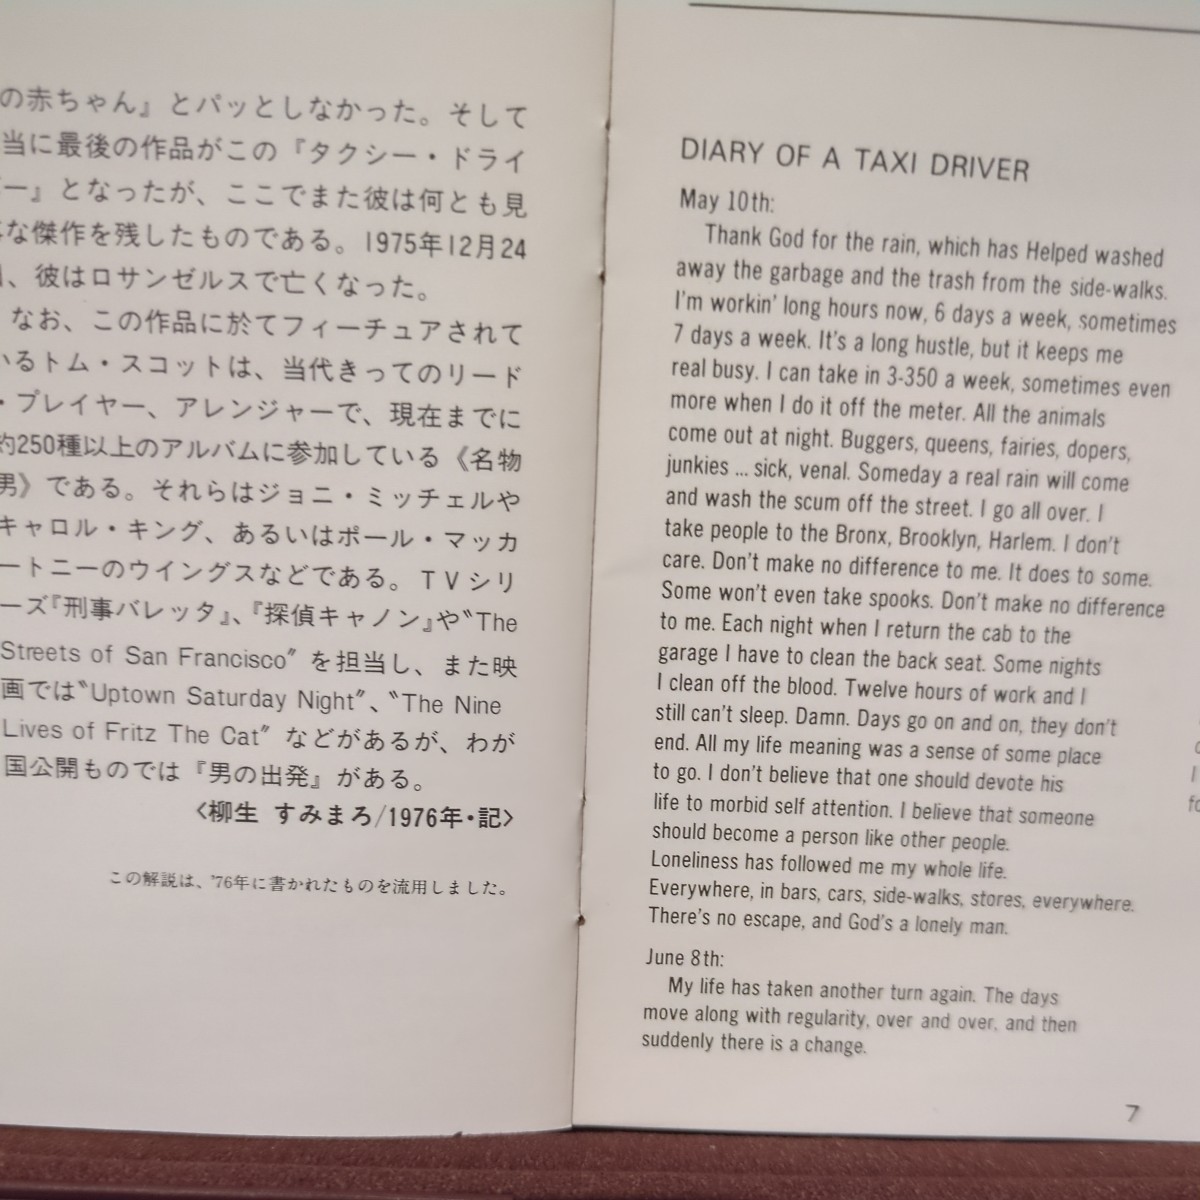 の赤ちゃん』とパッとしなかった。そして
当に最後の作品がこの『タクシー・ドライ
ー』となったが、ここでまた彼は何とも見
な傑作を残したものである。1975年12月24
、彼はロサンゼルスで亡くなった。
なお、この作品に於てフィーチュアされて
いるトム・スコットは、当代きってのリード
・プレイヤー、アレンジャーで、現在までに
約250種以上のアルバムに参加している《名物
男》である。それらはジョニ・ミッチェルや
キャロル・キング、あるいはポール・マッカ
ートニーのウイングスなどである。TVシリ
ーズ『刑事バレッタ』、『探偵キャノン』や〝The
Streets of San Francisco〞を担当し、また映
画では〝Uptown Saturday Night〞、〝The Nine
Lives of Fritz The Cat〞などがあるが、わが
国公開ものでは『男の出発』がある。
<柳生 すみまろ/1976年・記>
この解説は、'76年に書かれたものを流用しました。
DIARY OF A TAXI DRIVER
May 10th:
Thank God for the rain, which has Helped washed
away the garbage and the trash from the side-walks.
I'm workin' long hours now, 6 days a week, sometimes
7 days a week. It's a long hustle, but it keeps me
real busy. I can take in 3-350 a week, sometimes even
more when I do it off the meter. All the animals
come out at night. Buggers, queens, fairies, dopers,
junkies ... sick, venal. Someday a real rain will come
and wash the scum off the street. I go all over. I
take people to the Bronx, Brooklyn, Harlem. I don't
care. Don't make no difference to me. It does to some.
Some won't even take spooks. Don't make no difference
to me. Each night when I return the cab to the
garage I have to clean the back seat. Some nights
I clean off the blood. Twelve hours of work and I
still can't sleep. Damn. Days go on and on, they don't
end. All my life meaning was a sense of some place
to go. I don't believe that one should devote his
life to morbid self attention. I believe that someone
should become a person like other people.
Loneliness has followed me my whole life.
Everywhere, in bars, cars, side-walks, stores, everywhere.
There's no escape, and God's a lonely man.
June 8th:
My life has taken another turn again. The days
move along with regularity, over and over, and then
suddenly there is a change.
7